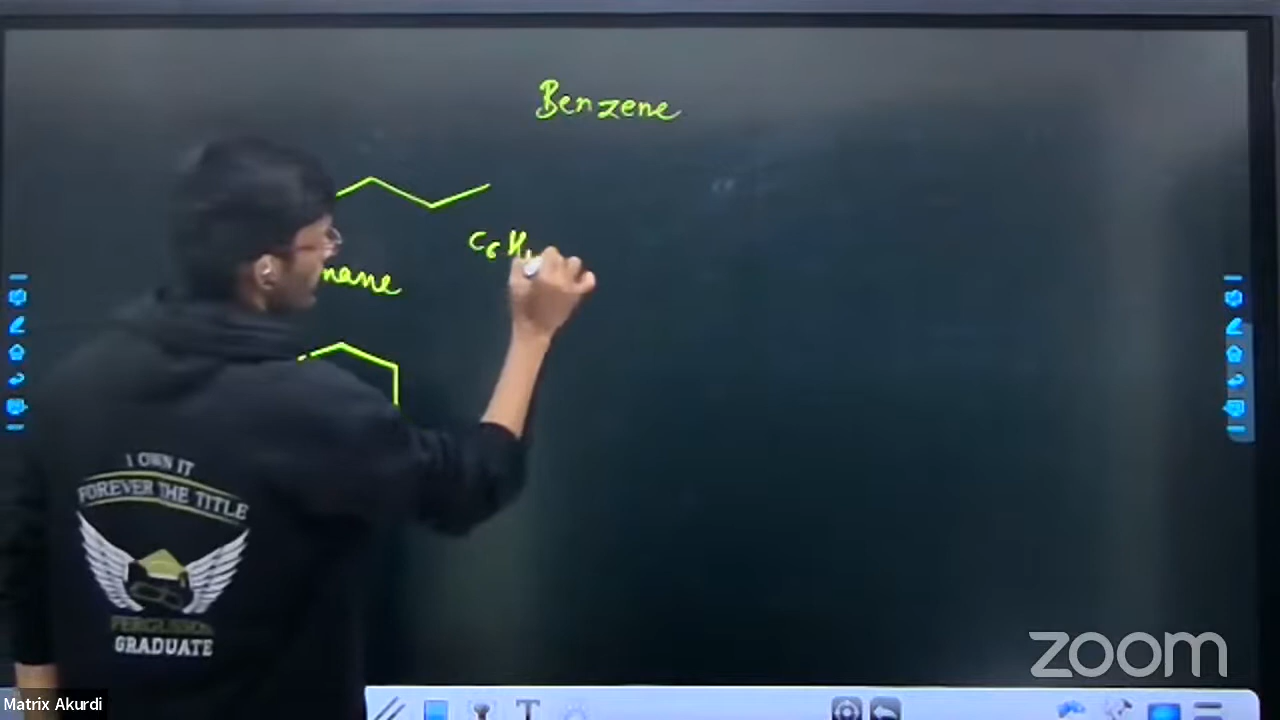 Benzene
C6H
nane
I OWN IT
FOREVER THE TITLE
GRADUATE
zoom
Matrix Akurdi
T